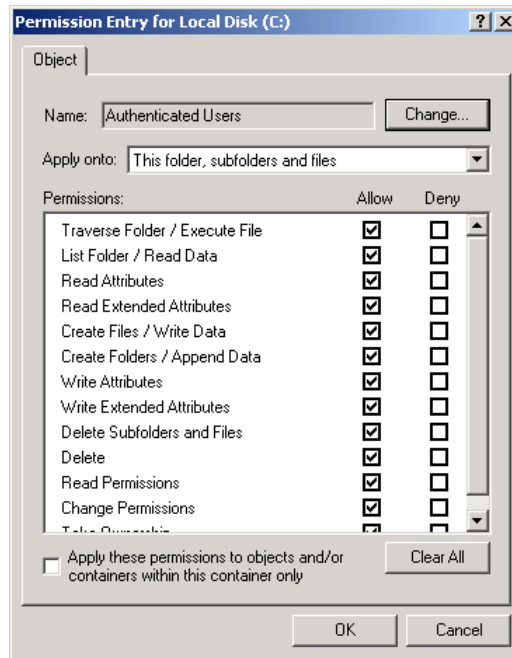 Permission Entry for Local Disk (C:)
Object
Name: Authenticated Users Change...
Apply onto: This folder, subfolders and files
Permissions: Allow Deny
Traverse Folder / Execute File
List Folder / Read Data
Read Attributes
Read Extended Attributes
Create Files / Write Data
Create Folders / Append Data
Write Attributes
Write Extended Attributes
Delete Subfolders and Files
Delete
Read Permissions
Change Permissions
Take Ownership
Apply these permissions to objects and/or Clear All
containers within this container only
OK Cancel